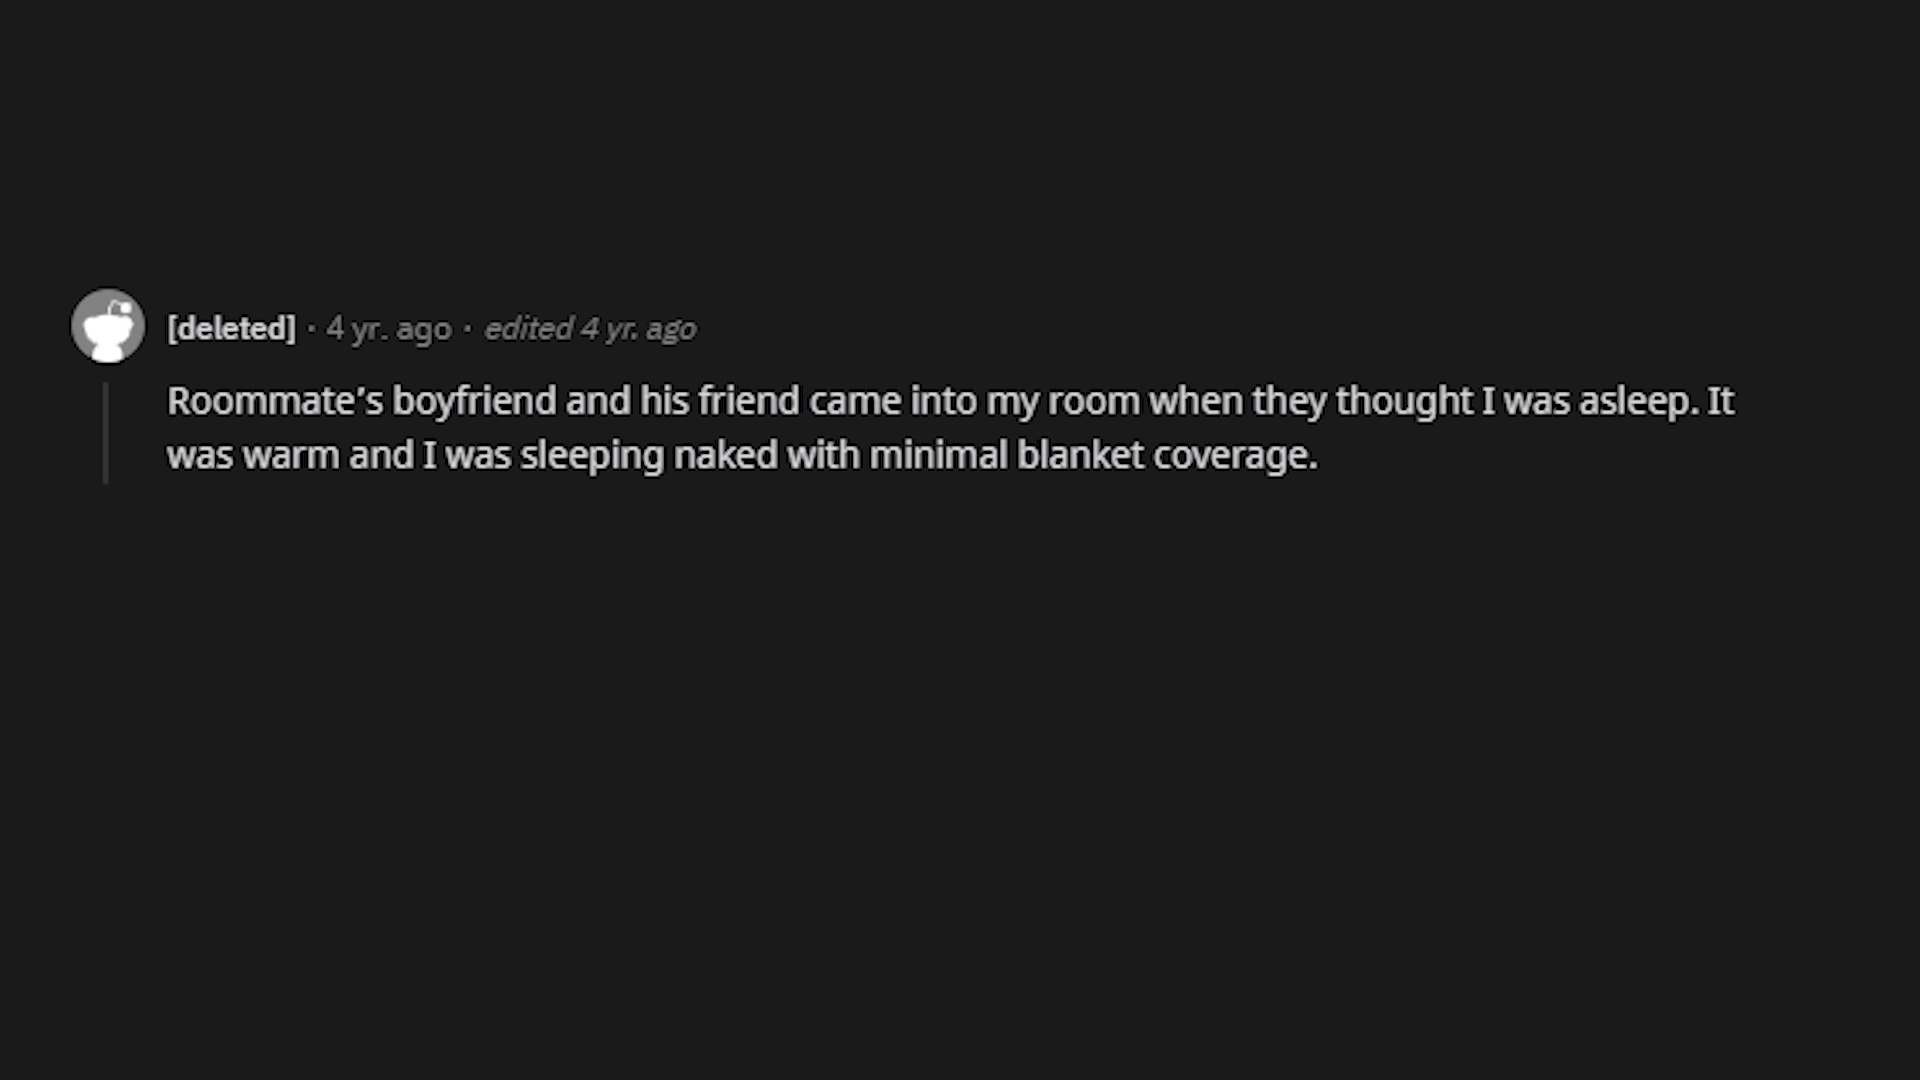 [deleted] · 4 yr. ago · edited 4 yr. ago
Roommate’s boyfriend and his friend came into my room when they thought I was asleep. It
was warm and I was sleeping naked with minimal blanket coverage.